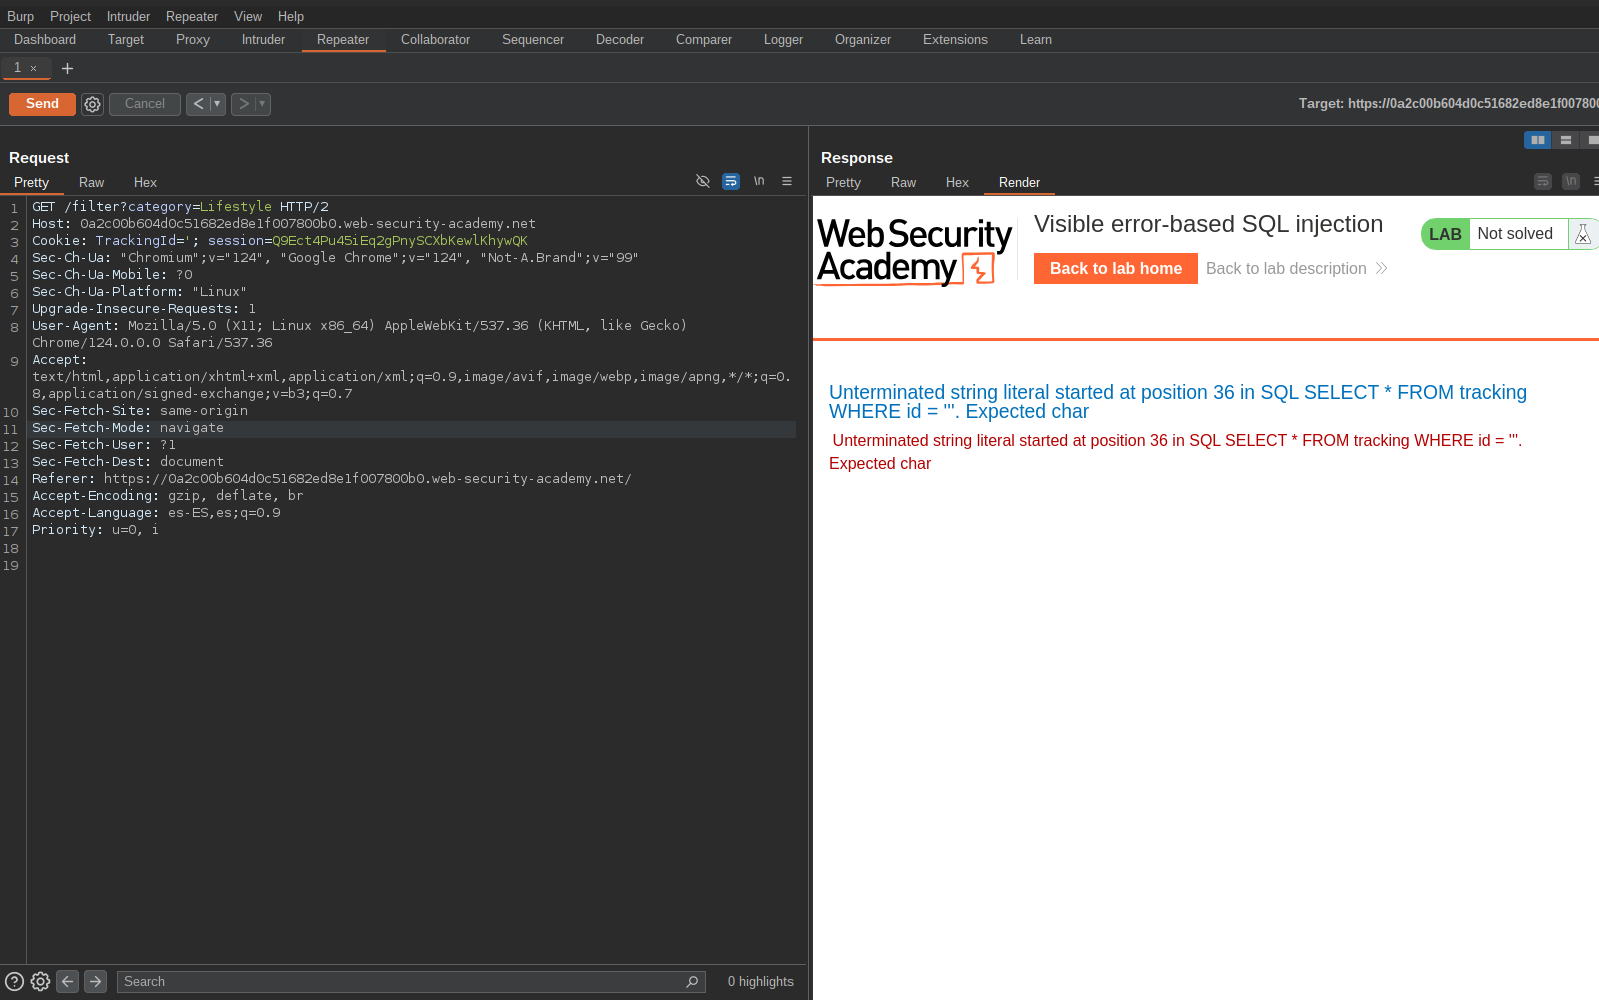 Burp Project Intruder Repeater View Help
Dashboard Target Proxy Intruder Repeater Collaborator Sequencer Decoder Comparer Logger Organizer Extensions Learn
1 × +
Send Cancel < ▼ > ▼ Target: https://0a2c00b604d0c51682ed8e1f007800
Request
Pretty Raw Hex \n
1 GET /filter?category=Lifestyle HTTP/2
2 Host: 0a2c00b604d0c51682ed8e1f007800b0.web-security-academy.net
3 Cookie: TrackingId='; session=Q9Ect4Pu45iEq2gPnySCXbKewlKhywQK
4 Sec-Ch-Ua: "Chromium";v="124", "Google Chrome";v="124", "Not-A.Brand";v="99"
5 Sec-Ch-Ua-Mobile: ?0
6 Sec-Ch-Ua-Platform: "Linux"
7 Upgrade-Insecure-Requests: 1
8 User-Agent: Mozilla/5.0 (X11; Linux x86_64) AppleWebKit/537.36 (KHTML, like Gecko)
Chrome/124.0.0.0 Safari/537.36
9 Accept:
text/html,application/xhtml+xml,application/xml;q=0.9,image/avif,image/webp,image/apng,*/*;q=0.
8,application/signed-exchange;v=b3;q=0.7
10 Sec-Fetch-Site: same-origin
11 Sec-Fetch-Mode: navigate
12 Sec-Fetch-User: ?1
13 Sec-Fetch-Dest: document
14 Referer: https://0a2c00b604d0c51682ed8e1f007800b0.web-security-academy.net/
15 Accept-Encoding: gzip, deflate, br
16 Accept-Language: es-ES,es;q=0.9
17 Priority: u=0, i
18
19
Search 0 highlights
Response
Pretty Raw Hex Render \n
Web Security
Academy
Visible error-based SQL injection
Back to lab home Back to lab description
LAB Not solved
Unterminated string literal started at position 36 in SQL SELECT * FROM tracking
WHERE id = '''. Expected char
Unterminated string literal started at position 36 in SQL SELECT * FROM tracking WHERE id = '''.
Expected char